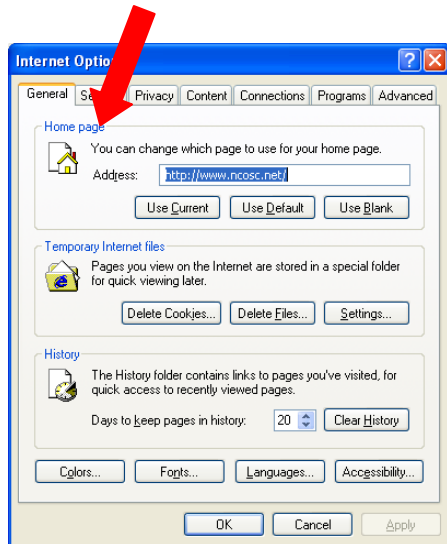 Internet Optio
General Se Privacy Content Connections Programs Advanced
Home page
You can change which page to use for your home page.
Address: http://www.ncosc.net/
Use Current Use Default Use Blank
Temporary Internet files
Pages you view on the Internet are stored in a special folder
for quick viewing later.
Delete Cookies... Delete Files... Settings...
History
The History folder contains links to pages you've visited, for
quick access to recently viewed pages.
Days to keep pages in history: 20 Clear History
Colors... Fonts... Languages... Accessibility...
OK Cancel Apply